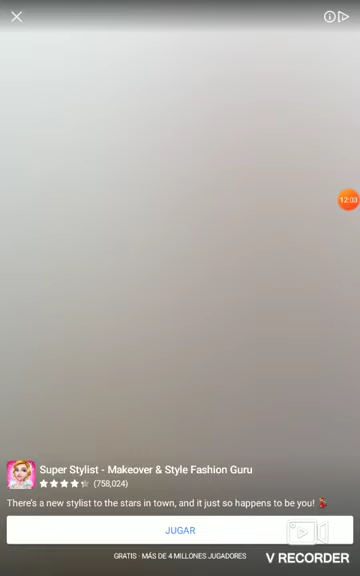 12:03
Super Stylist - Makeover & Style Fashion Guru
(758,024)
There's a new stylist to the stars in town, and it just so happens to be you! 💃
JUGAR
GRATIS · MÁS DE 4 MILLONES JUGADORES
V RECORDER